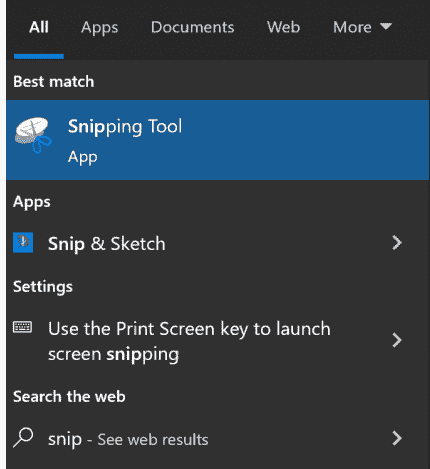 All Apps Documents Web More
Best match
Snipping Tool
App
Apps
Snip & Sketch
Settings
Use the Print Screen key to launch
screen snipping
Search the web
snip - See web results